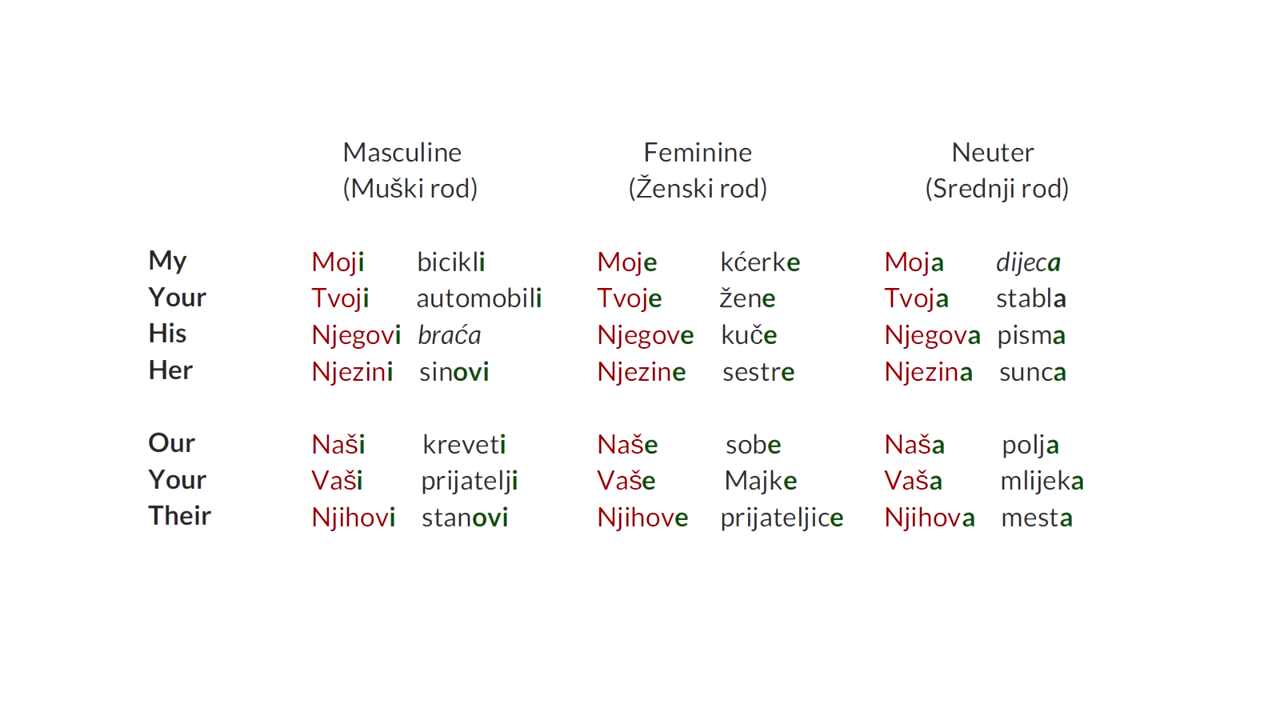 Masculine Feminine Neuter
(Muški rod) (Ženski rod) (Srednji rod)
My Moji bicikli Moje kćerke Moja dijeca
Your Tvoji automobili Tvoje žene Tvoja stabla
His Njegovi braća Njegove kuče Njegova pisma
Her Njezini sinovi Njezine sestre Njezina sunca
Our Naši kreveti Naše sobe Naša polja
Your Vaši prijatelji Vaše Majke Vaša mlijeka
Their Njihovi stanovi Njihove prijateljice Njihova mesta